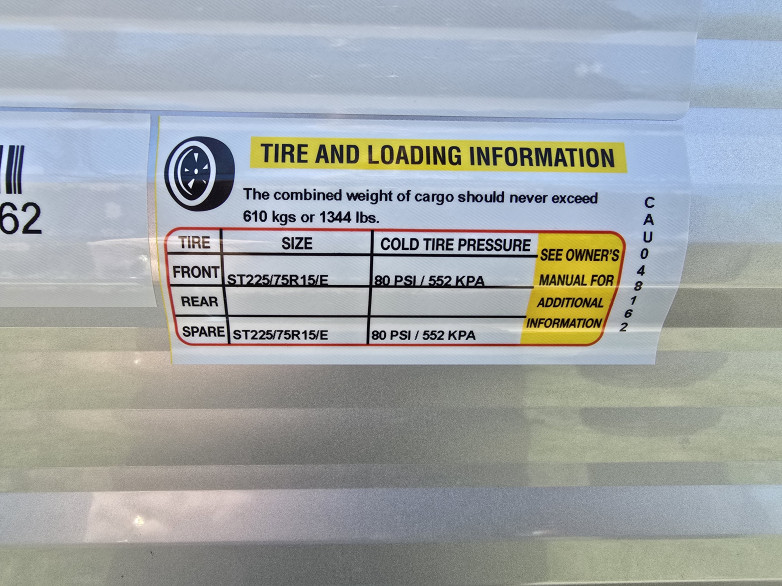 62
TIRE AND LOADING INFORMATION
The combined weight of cargo should never exceed
610 kgs or 1344 lbs.
TIRE SIZE COLD TIRE PRESSURE
FRONT ST225/75R15/E 80 PSI / 552 KPA
REAR
SPARE ST225/75R15/E 80 PSI / 552 KPA
SEE OWNER'S
MANUAL FOR
ADDITIONAL
INFORMATION
CAU048162